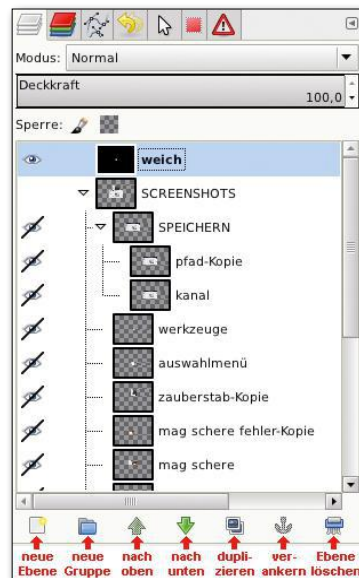 Modus: Normal
Deckkraft
100,0
Sperre:
weich
SCREENSHOTS
SPEICHERN
pfad-Kopie
kanal
werkzeuge
auswahlmenü
zauberstab-Kopie
mag schere fehler-Kopie
mag schere
neue Ebene
neue Gruppe
nach oben
nach unten
dupli-zieren
ver-ankern
Ebene löschen